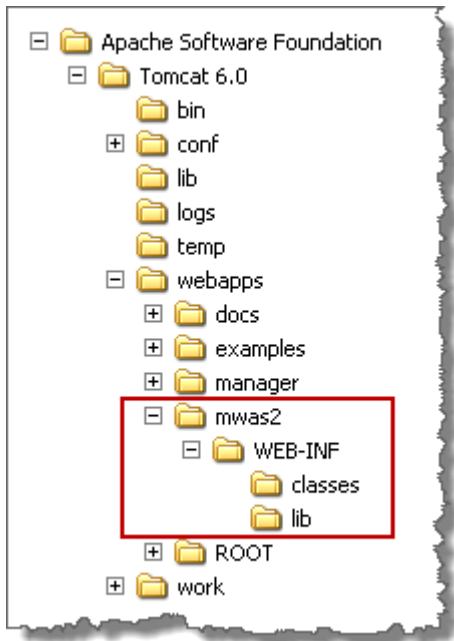 Apache Software Foundation
Tomcat 6.0
bin
conf
lib
logs
temp
webapps
docs
examples
manager
mwas2
WEB-INF
classes
lib
ROOT
work